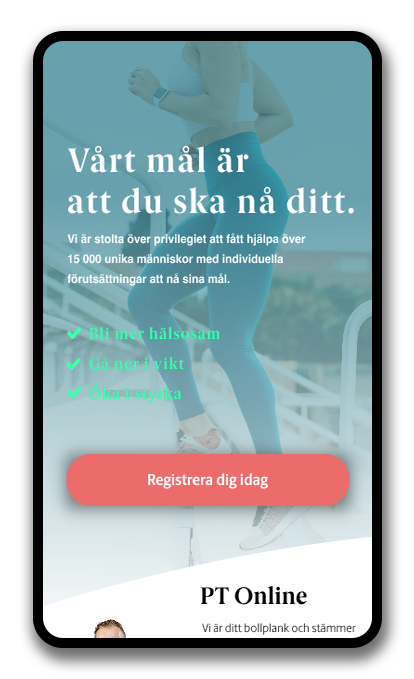 Vårt mål är
att du ska nå ditt.
Vi är stolta över privilegiet att fått hjälpa över
15 000 unika människor med individuella
förutsättningar att nå sina mål.
Bli mer hälsosam
Gå ner i vikt
Öka i styrka
Registrera dig idag
PT Online
Vi är ditt bollplank och stämmer